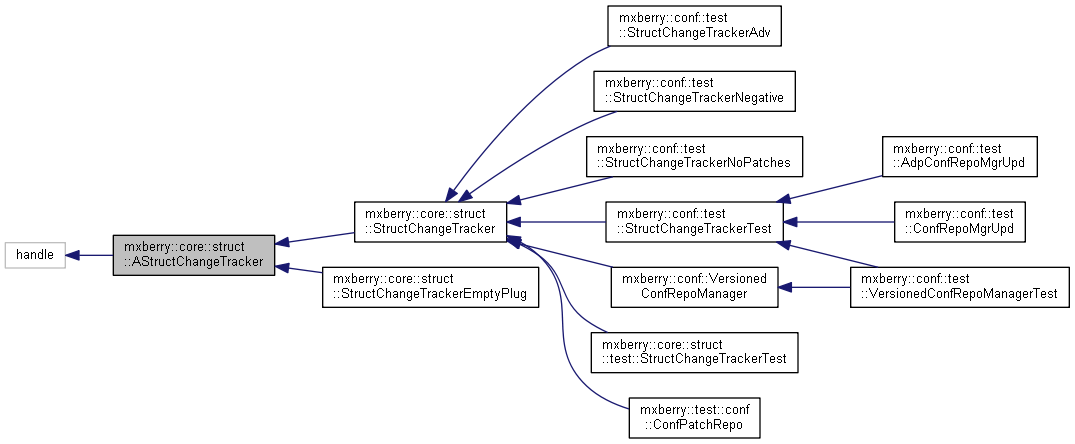 handle
mxberry::core::struct
::AStructChangeTracker
mxberry::core::struct
::StructChangeTracker
mxberry::core::struct
::StructChangeTrackerEmptyPlug
mxberry::conf::test
::StructChangeTrackerAdv
mxberry::conf::test
::StructChangeTrackerNegative
mxberry::conf::test
::StructChangeTrackerNoPatches
mxberry::conf::test
::StructChangeTrackerTest
mxberry::conf::Versioned
ConfRepoManager
mxberry::core::struct
::test::StructChangeTrackerTest
mxberry::test::conf
::ConfPatchRepo
mxberry::conf::test
::AdpConfRepoMgrUpd
mxberry::conf::test
::ConfRepoMgrUpd
mxberry::conf::test
::VersionedConfRepoManagerTest